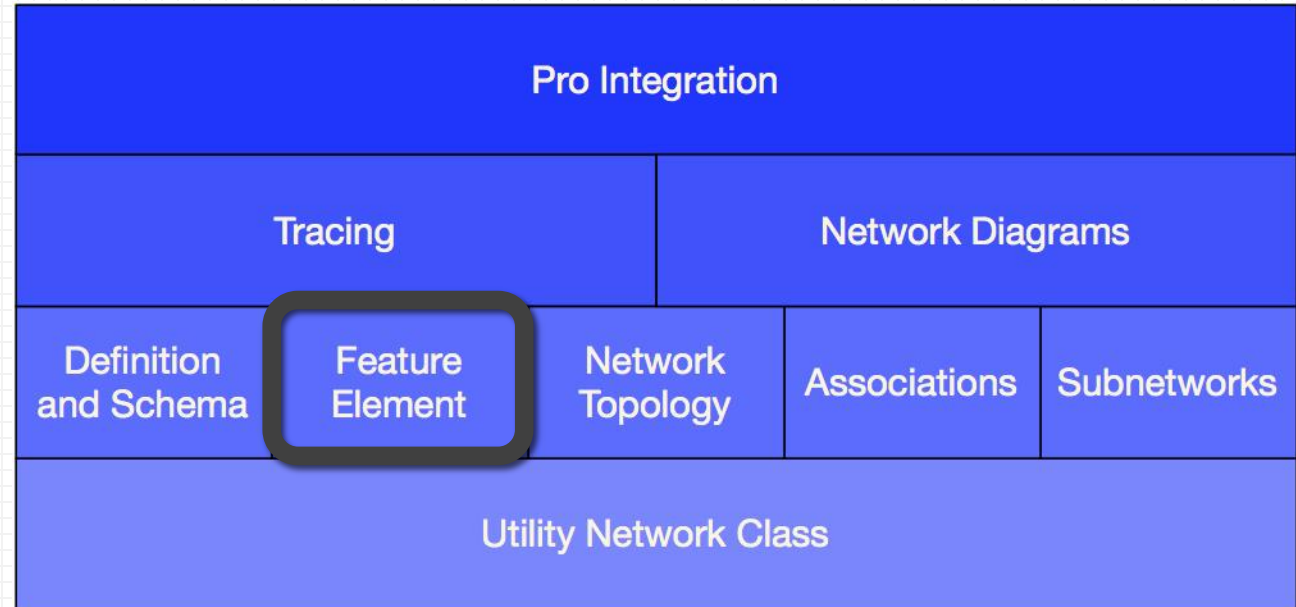 Pro Integration
Tracing
Network Diagrams
Definition
and Schema
Feature
Element
Network
Topology
Associations
Subnetworks
Utility Network Class